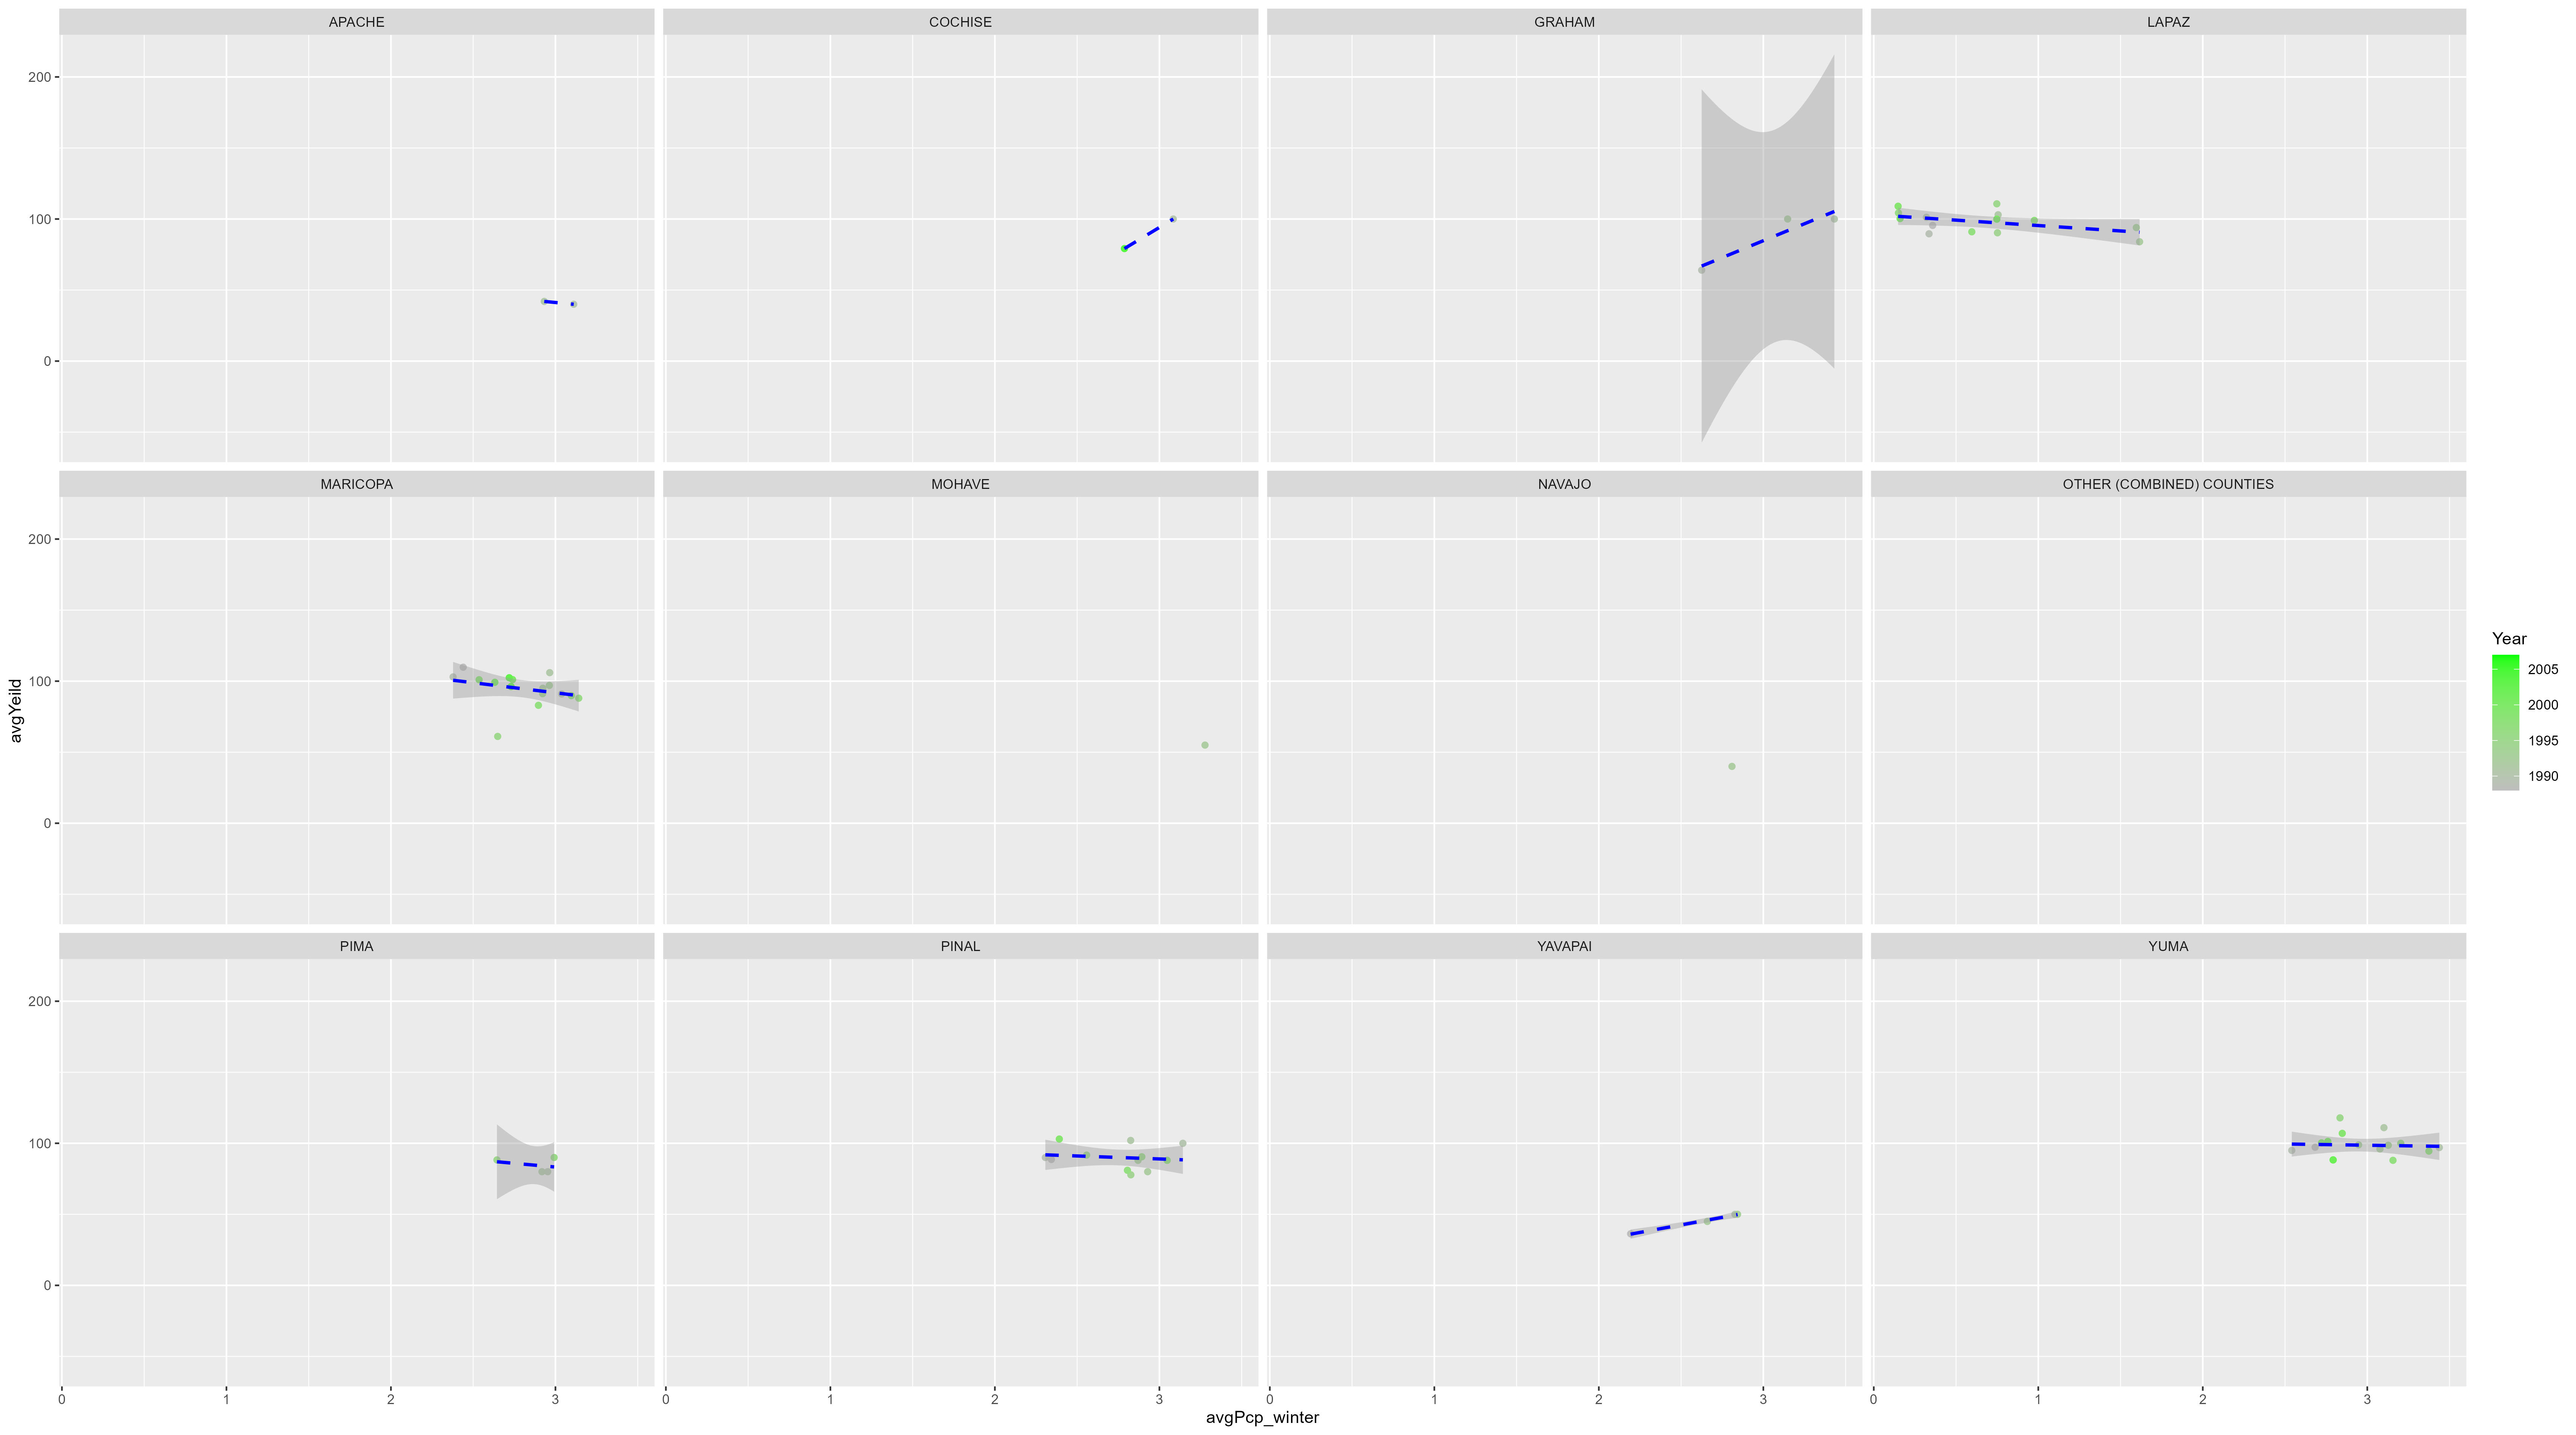 APACHE COCHISE GRAHAM LAPAZ
200
100
0
MARICOPA MOHAVE NAVAJO OTHER (COMBINED) COUNTIES
200
100
0
avgYeild
Year
2005
2000
1995
1990
PIMA PINAL YAVAPAI YUMA
200
100
0
0 1 2 3 0 1 2 3 0 1 2 3 0 1 2 3
avgPcp_winter